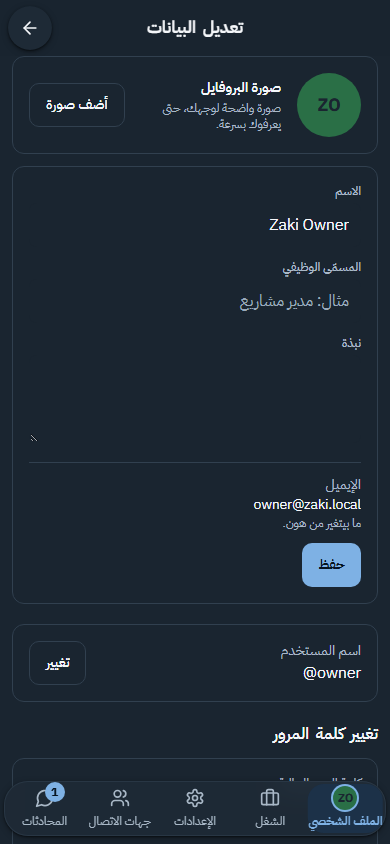 تعديل البيانات
ZO
صورة البروفايل
صورة واضحة لوجهك، حتى
يعرفوك بسرعة.
أضف صورة
الاسم
Zaki Owner
المسمّى الوظيفي
مثال: مدير مشاريع
نبذة
الإيميل
owner@zaki.local
ما بيتغير من هون.
حفظ
اسم المستخدم
@owner
تغيير
تغيير كلمة المرور
ZO
الملف الشخصي
الشغل
الإعدادات
جهات الاتصال
1
المحادثات